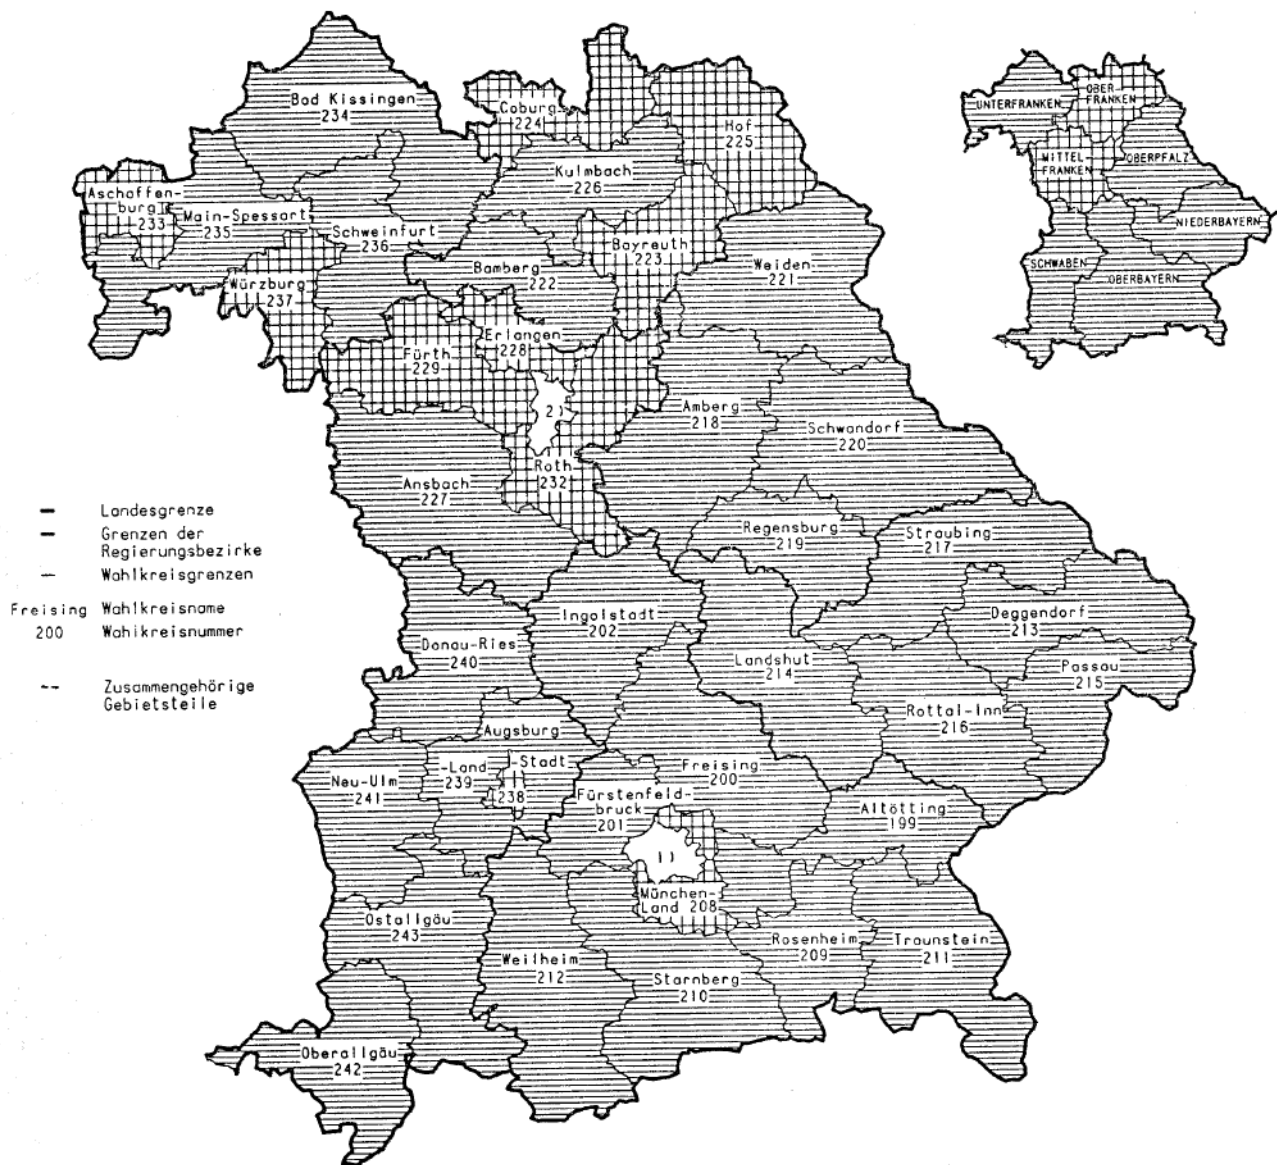 Bad Kissingen
234
Coburg
224
Hof
225
Kulmbach
226
Aschaffen-
burg
233
Main-Spessart
235
Schweinfurt
236
Bayreuth
223
Bamberg
222
Weiden
221
Würzburg
237
Erlangen
228
Fürth
229
2)
Amberg
218
Schwandorf
220
Roth
232
Ansbach
227
Regensburg
219
Straubing
217
Ingolstadt
202
Deggendorf
213
Donau-Ries
240
Landshut
214
Passau
215
Rottal-Inn
216
Augsburg
-Land
239
-Stadt
238
Neu-Ulm
241
Freising
200
Fürstenfeld-
bruck
201
Altötting
199
1)
München-
Land 208
Ostallgäu
243
Weilheim
212
Starnberg
210
Rosenheim
209
Traunstein
211
Oberallgäu
242
UNTERFRANKEN
OBER
FRANKEN
MITTEL
FRANKEN
OBERPFALZ
NIEDERBAYERN
SCHWABEN
OBERBAYERN
Landesgrenze
Grenzen der
Regierungsbezirke
Wahlkreisgrenzen
Freising Wahlkreisname
200 Wahlkreisnummer
Zusammengehörige
Gebietsteile